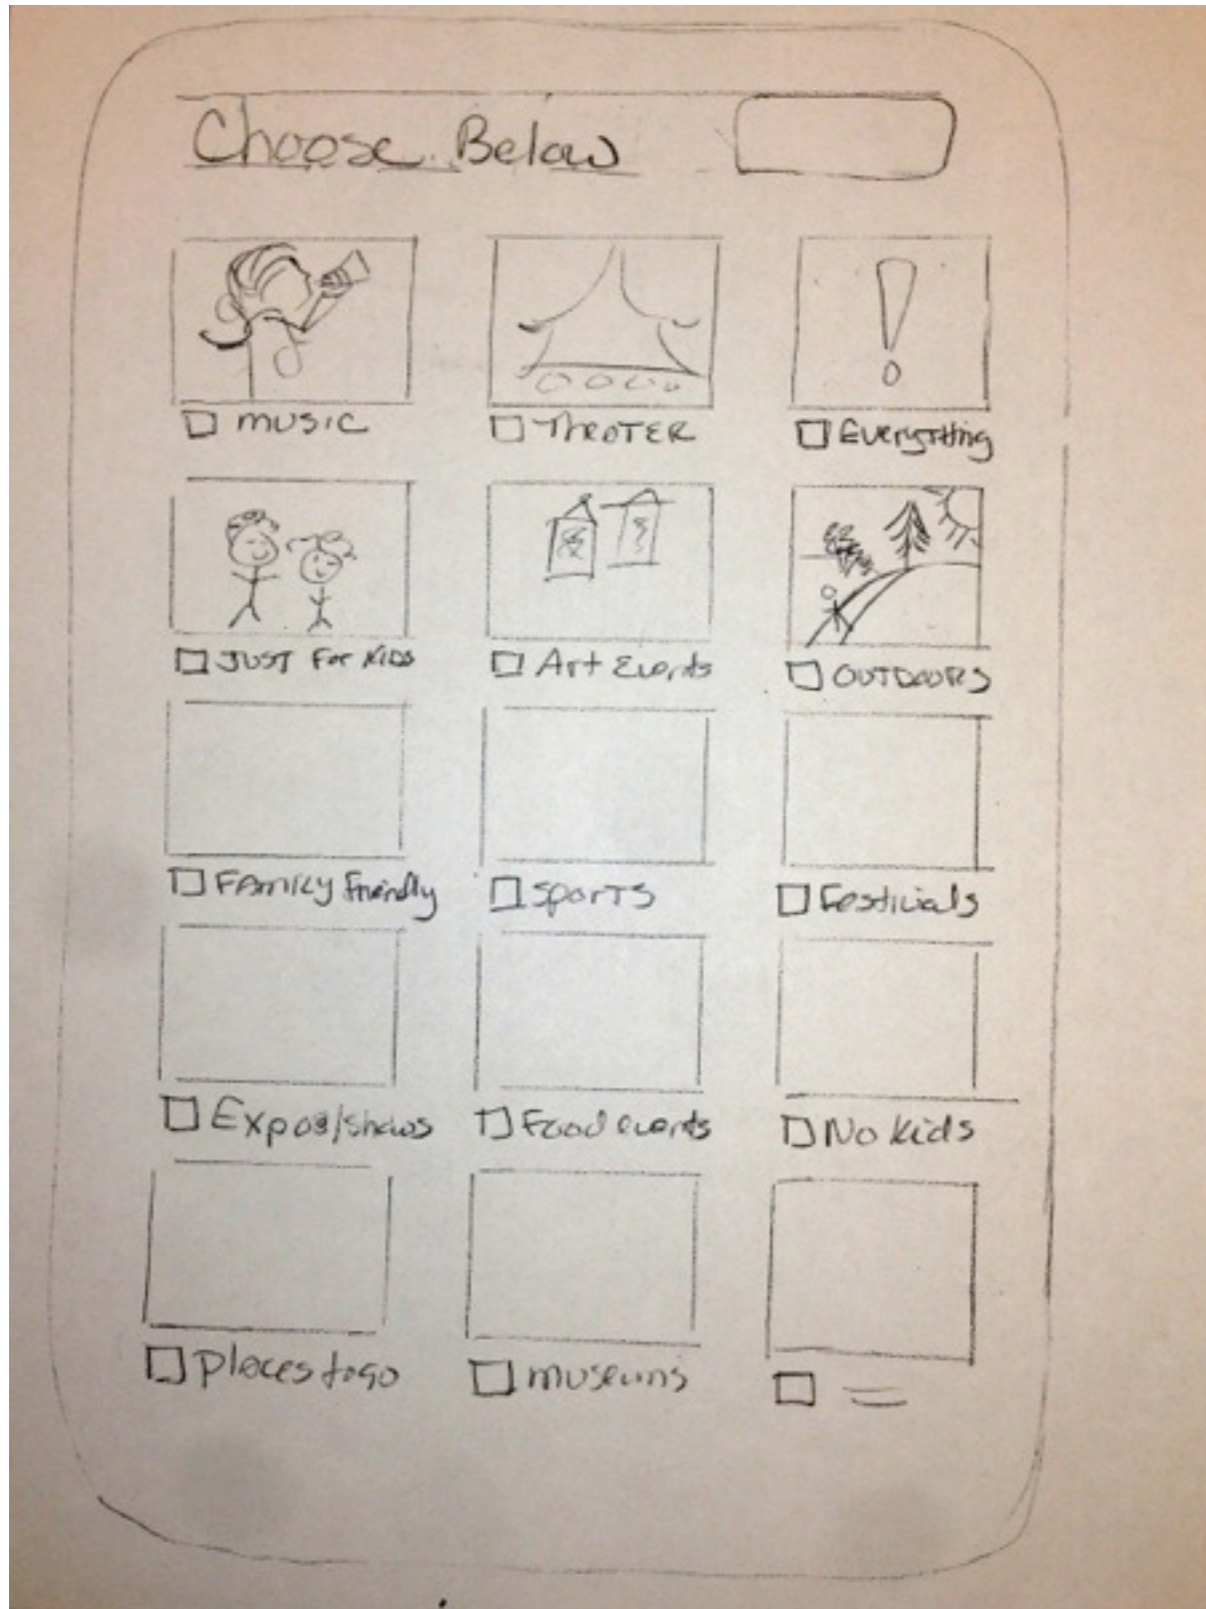 Choose Below
music
THEATER
Everything
JUST For KIDS
Art Events
OUTDOORS
FAMILY friendly
sports
Festivials
Expos/shows
Food events
No kids
places to go
museums